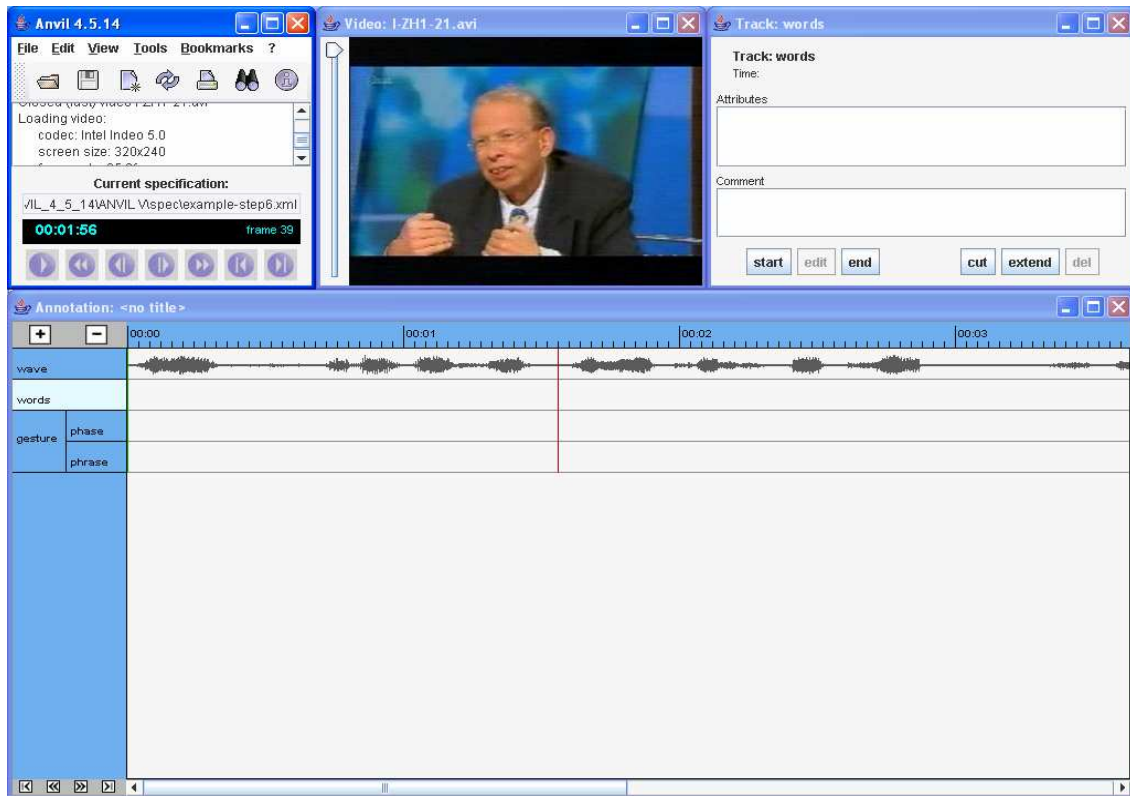 Anvil 4.5.14
File Edit View Tools Bookmarks ?
Loading video:
codec: Intel Indeo 5.0
screen size: 320x240
Current specification:
VIL_4_5_14\ANVIL V\spec\example-step6.xml
00:01:56 frame 39
Video: I-ZH1-21.avi
Track: words
Track: words
Time:
Attributes
Comment
start edit end cut extend del
Annotation: <no title>
+ - 00:00 00:01 00:02 00:03
wave
words
gesture phase
phrase